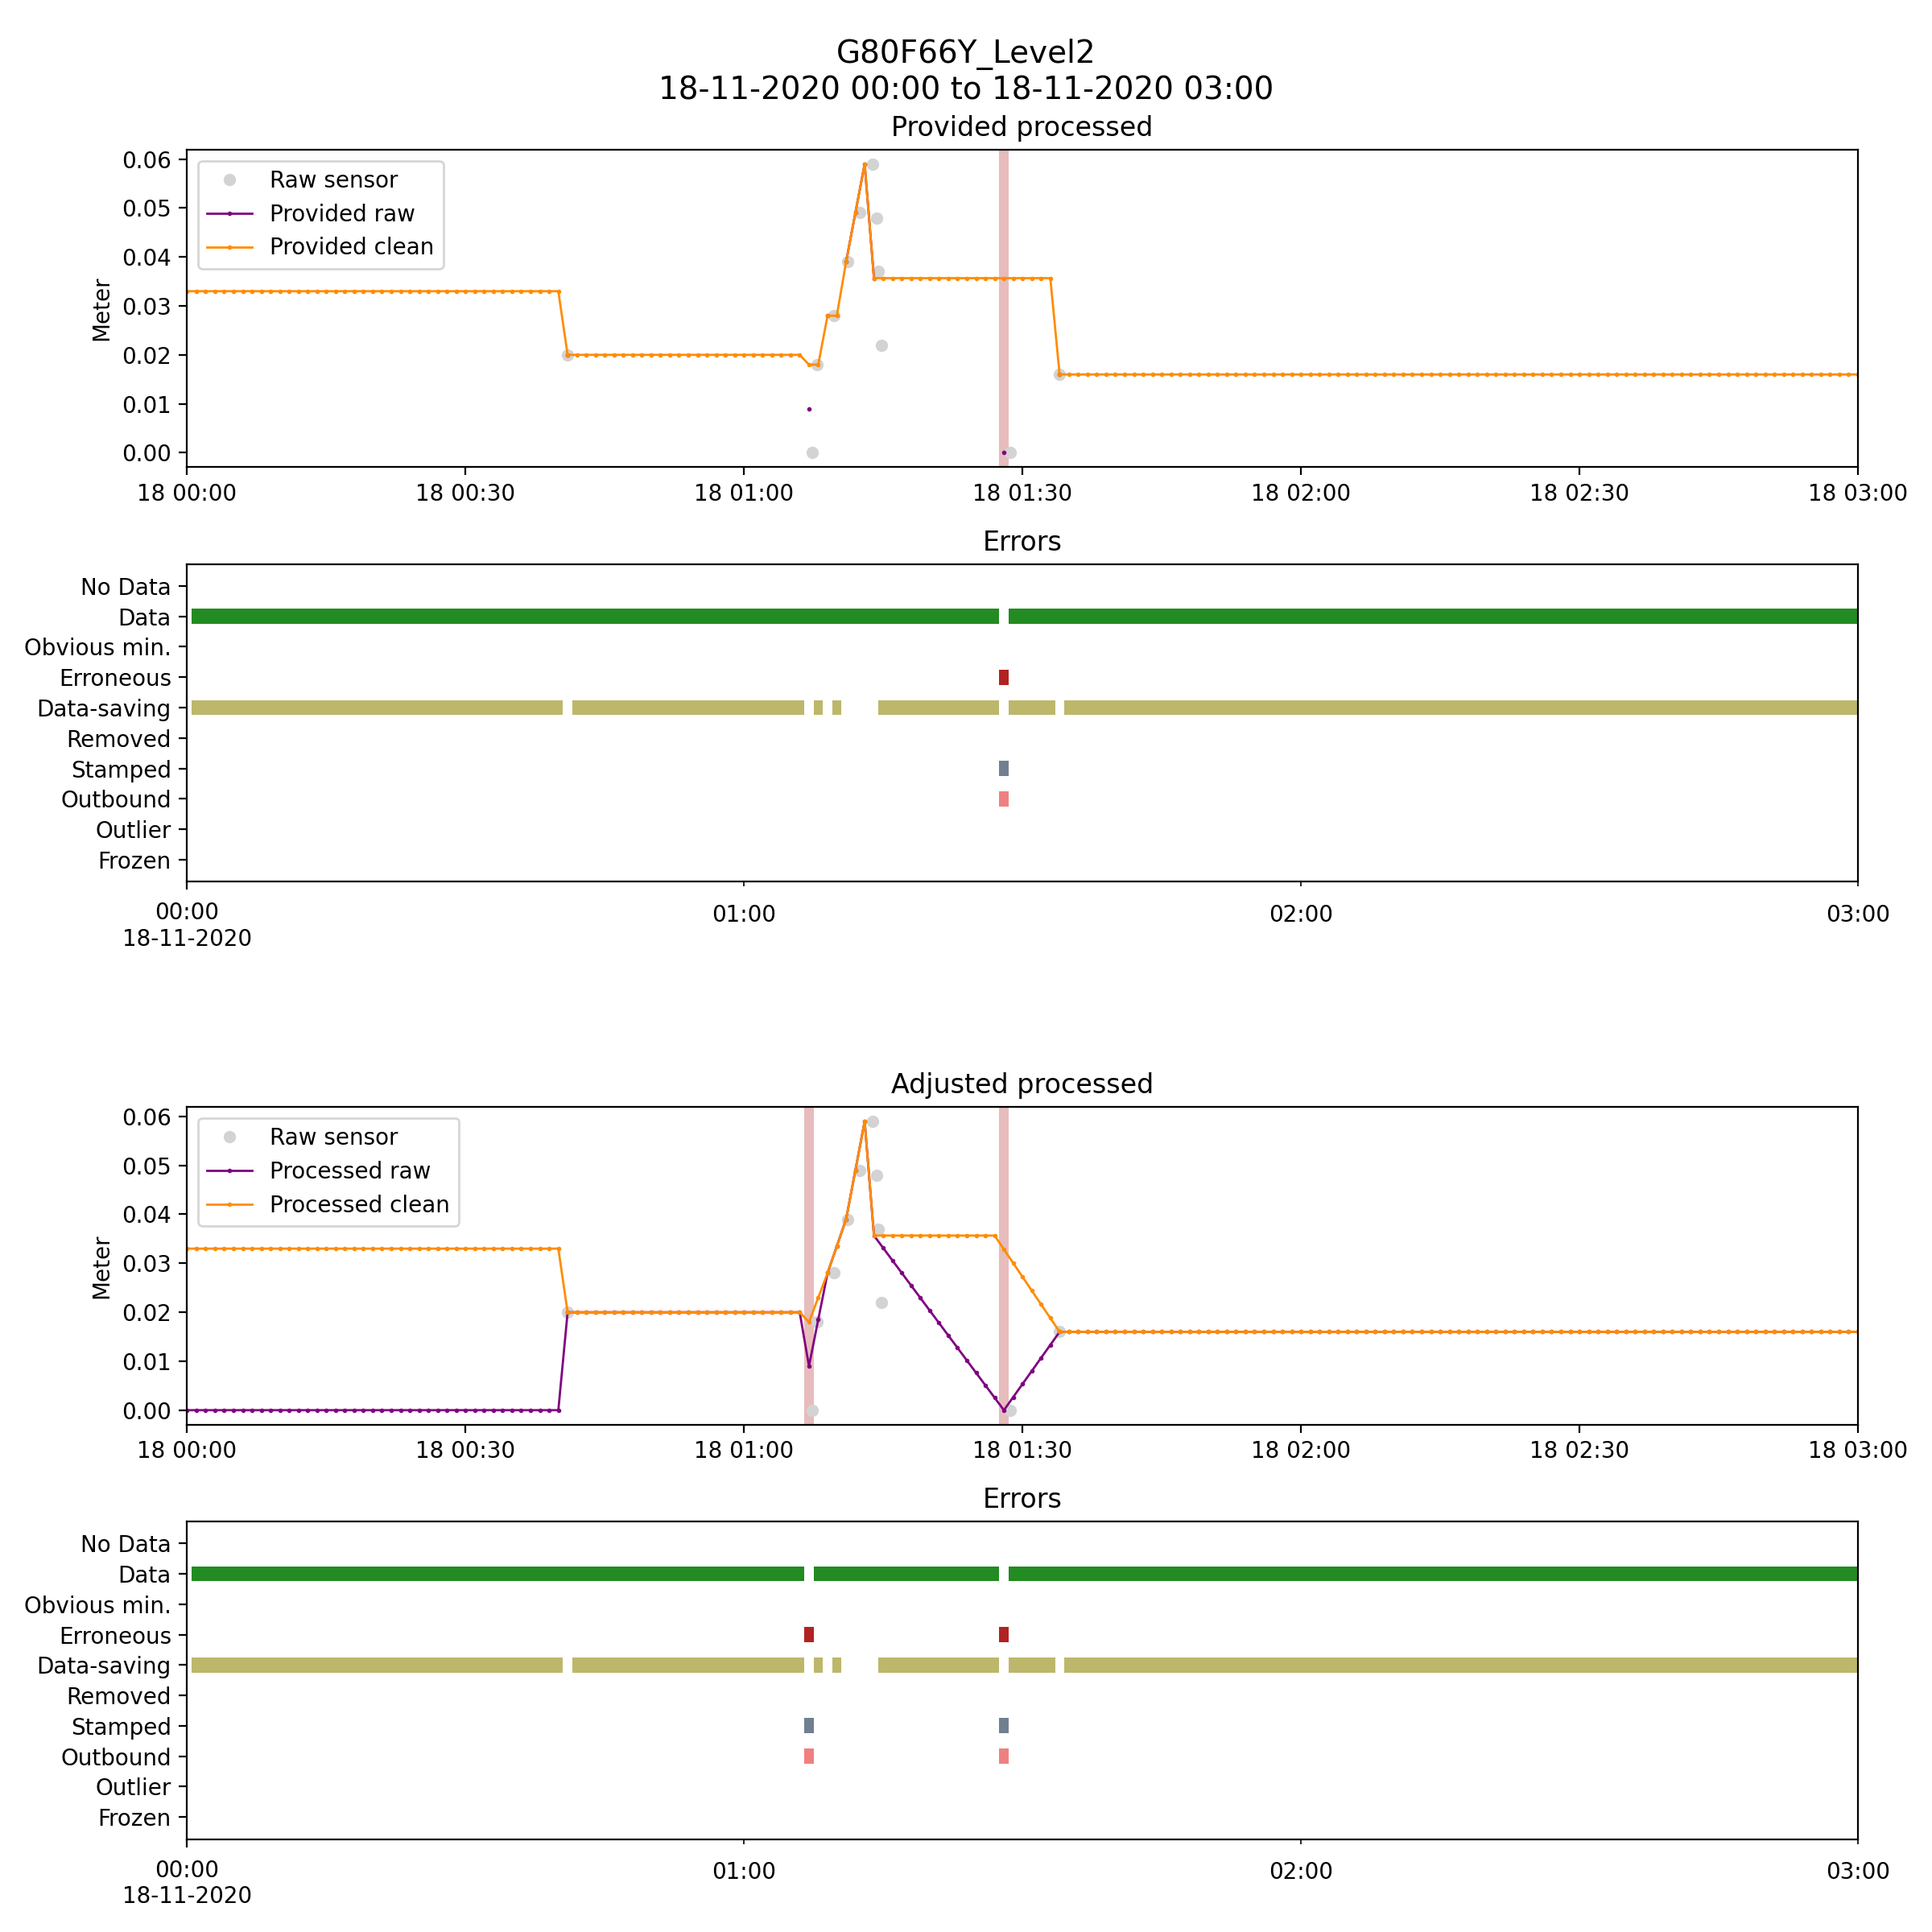 G80F66Y_Level2
18-11-2020 00:00 to 18-11-2020 03:00
Provided processed
Raw sensor
Provided raw
Provided clean
Meter
0.06
0.05
0.04
0.03
0.02
0.01
0.00
18 00:00 18 00:30 18 01:00 18 01:30 18 02:00 18 02:30 18 03:00
Errors
No Data
Data
Obvious min.
Erroneous
Data-saving
Removed
Stamped
Outbound
Outlier
Frozen
00:00 01:00 02:00 03:00
18-11-2020
Adjusted processed
Raw sensor
Processed raw
Processed clean
Meter
0.06
0.05
0.04
0.03
0.02
0.01
0.00
18 00:00 18 00:30 18 01:00 18 01:30 18 02:00 18 02:30 18 03:00
Errors
No Data
Data
Obvious min.
Erroneous
Data-saving
Removed
Stamped
Outbound
Outlier
Frozen
00:00 01:00 02:00 03:00
18-11-2020